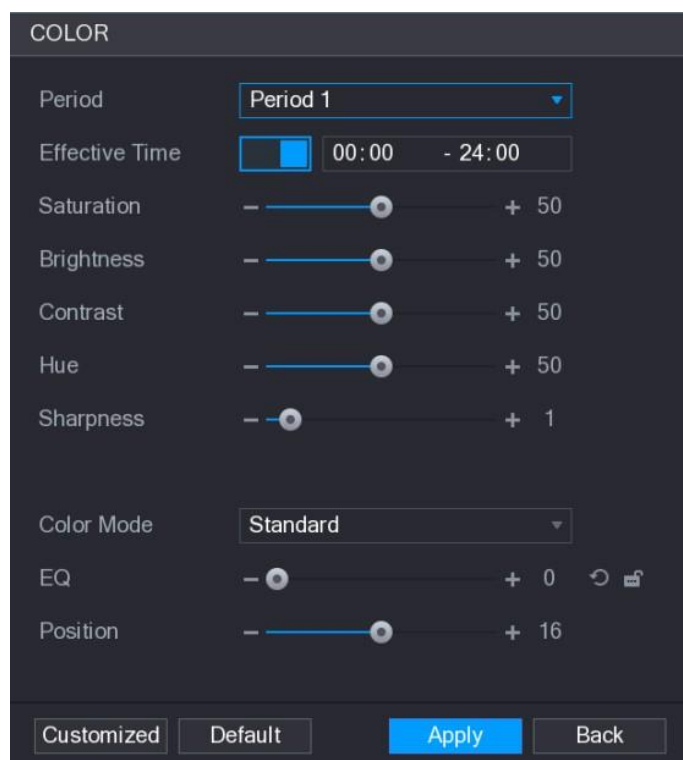 COLOR
Period Period 1
Effective Time 00:00 - 24:00
Saturation - + 50
Brightness - + 50
Contrast - + 50
Hue - + 50
Sharpness - + 1
Color Mode Standard
EQ - + 0
Position - + 16
Customized Default Apply Back